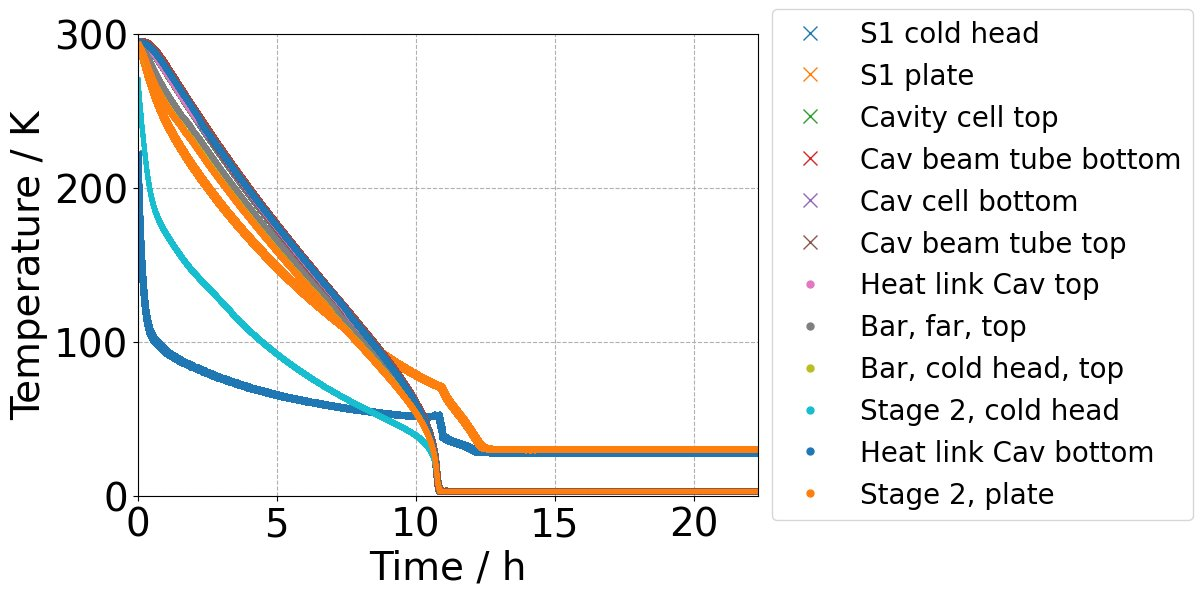 Temperature / K
300
200
100
0
0
5
10
15
20
Time / h
S1 cold head
S1 plate
Cavity cell top
Cav beam tube bottom
Cav cell bottom
Cav beam tube top
Heat link Cav top
Bar, far, top
Bar, cold head, top
Stage 2, cold head
Heat link Cav bottom
Stage 2, plate